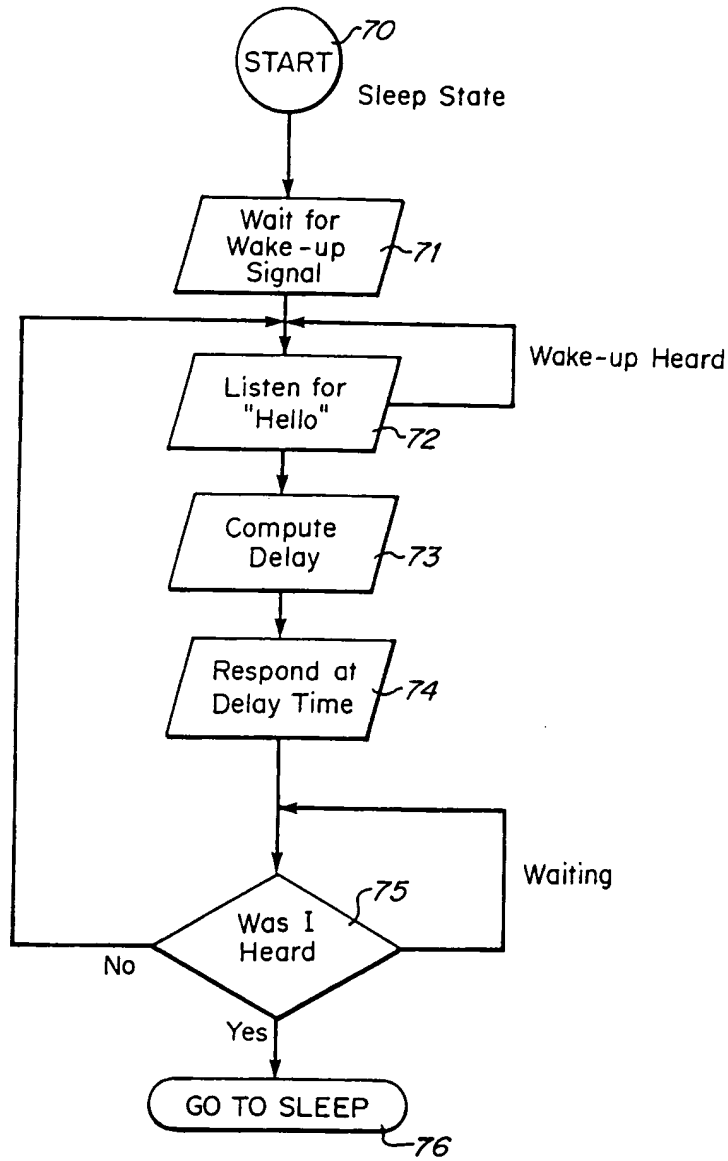 70
START
Sleep State
Wait for
Wake-up
Signal
71
Wake-up Heard
Listen for
"Hello"
72
Compute
Delay
73
Respond at
Delay Time
74
Waiting
75
Was I
Heard
No
Yes
GO TO SLEEP
76